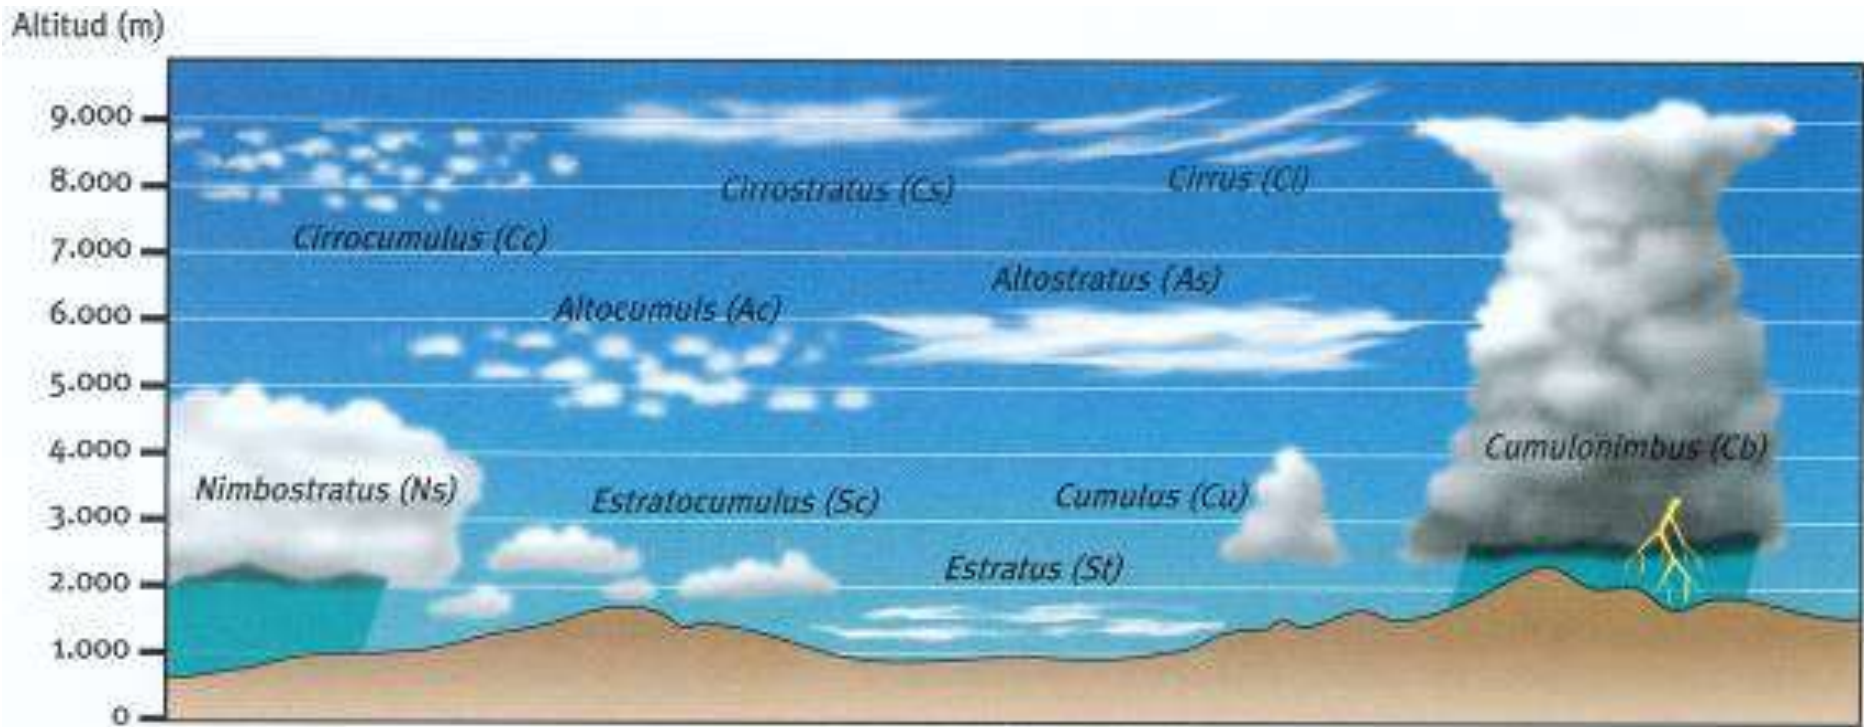 Altitud (m)
9.000
8.000
7.000
6.000
5.000
4.000
3.000
2.000
1.000
0
Cirrostratus (Cs)
Cirrus (Ci)
Cirrocumulus (Cc)
Altostratus (As)
Altocumuls (Ac)
Cumulonimbus (Cb)
Nimbostratus (Ns)
Estratocumulus (Sc)
Cumulus (Cu)
Estratus (St)